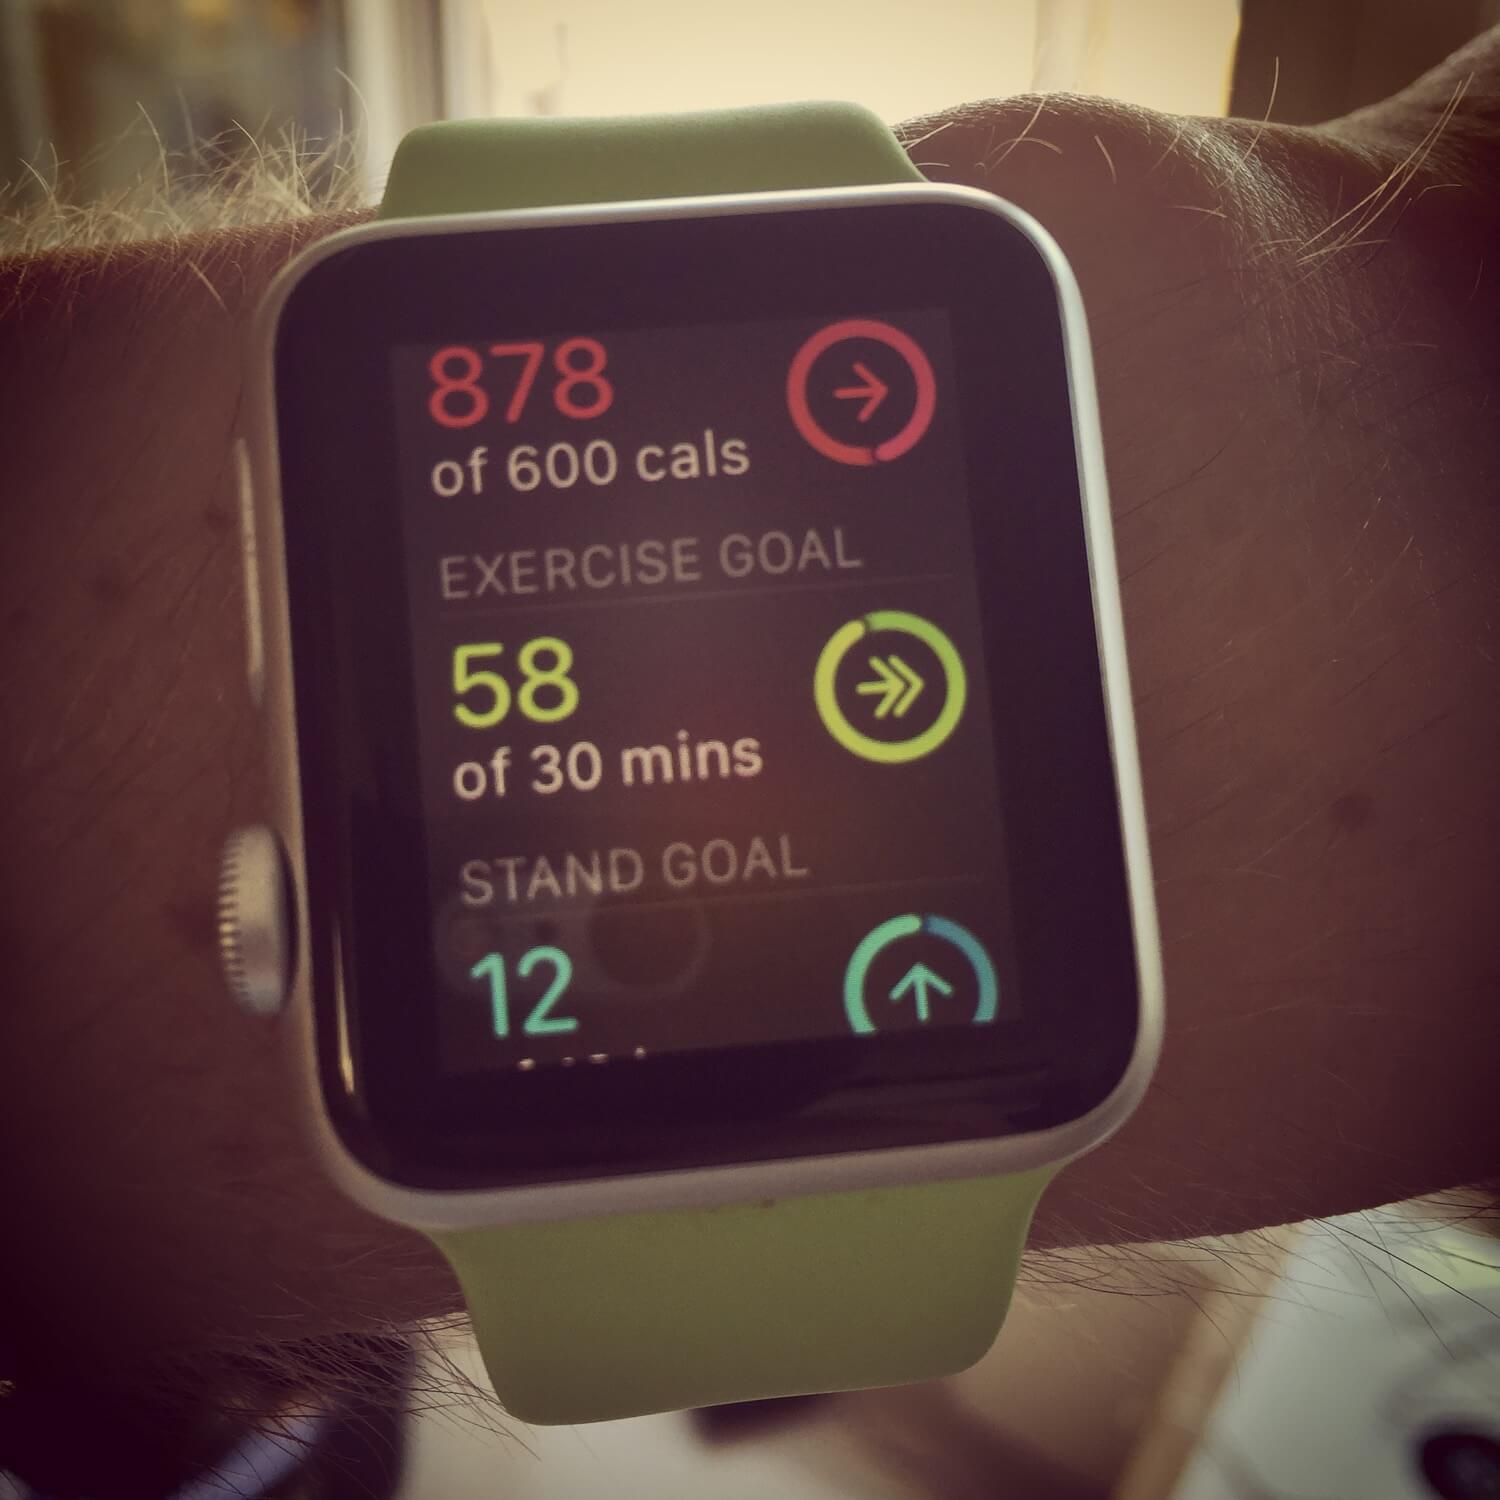 878
of 600 cals
EXERCISE GOAL
58
of 30 mins
STAND GOAL
12